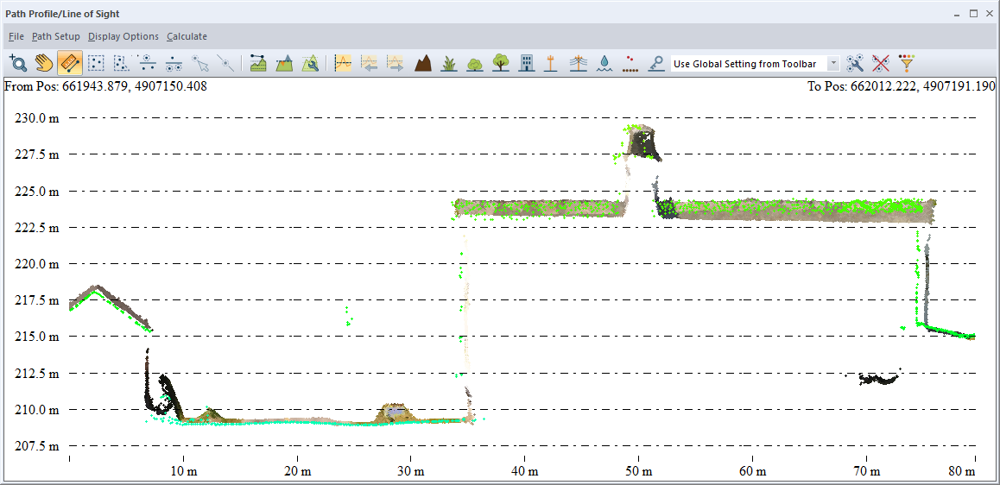 Path Profile/Line of Sight
File Path Setup Display Options Calculate
Use Global Setting from Toolbar
From Pos: 661943.879, 4907150.408 To Pos: 662012.222, 4907191.190
230.0 m
227.5 m
225.0 m
222.5 m
220.0 m
217.5 m
215.0 m
212.5 m
210.0 m
207.5 m
10 m 20 m 30 m 40 m 50 m 60 m 70 m 80 m